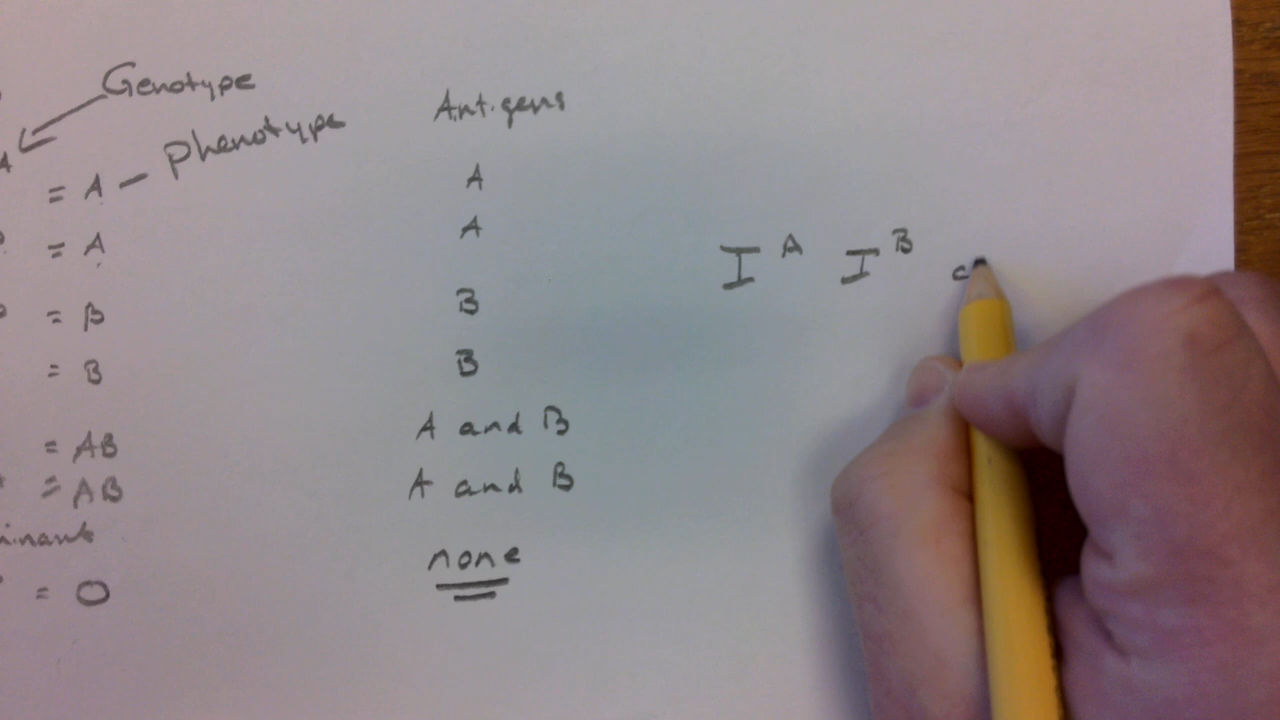 Genotype
Phenotype
Antigens
= A - A
= A A
= B B
= B B
= AB A and B
= AB A and B
= O none
I^A I^B